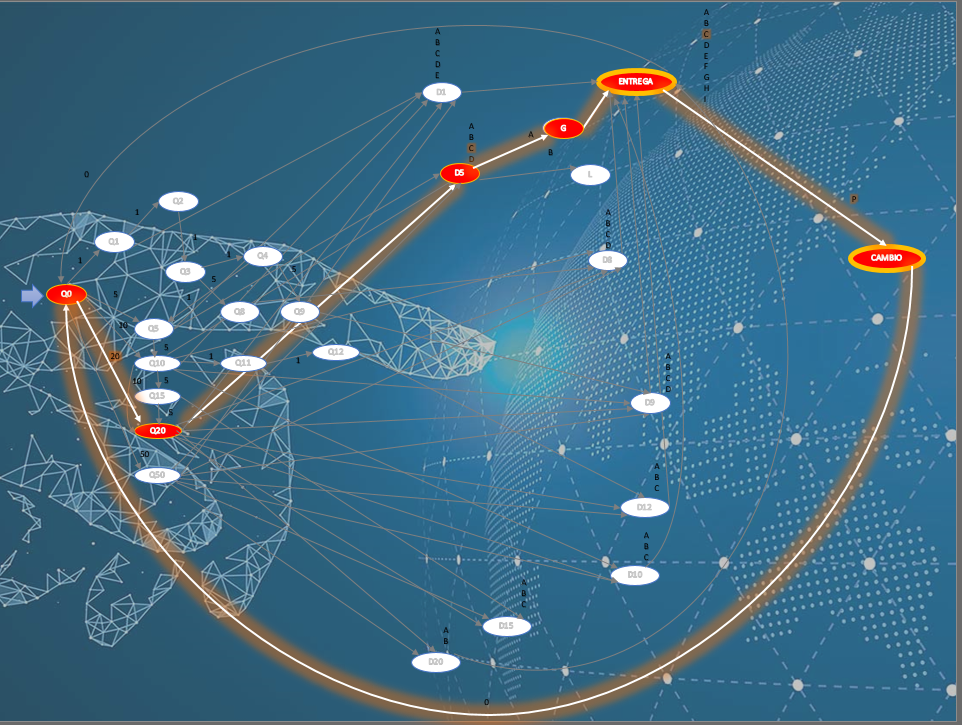 A
B
C
D
E
A
B
C
D
E
F
G
H
I
D1
ENTREGA
A
B
C
D
A
G
B
0
D5
L
Q2
P
1
A
B
C
D
Q1
1
4
Q4
CAMBIO
1
D8
Q3
5
5
Q0
5
1
Q8
Q9
10
Q5
5
Q12
20
Q10
1
Q11
1
A
B
C
D
10
5
Q15
D9
5
Q20
50
Q50
A
B
C
D12
A
B
C
D10
A
B
C
D15
A
B
D20
0